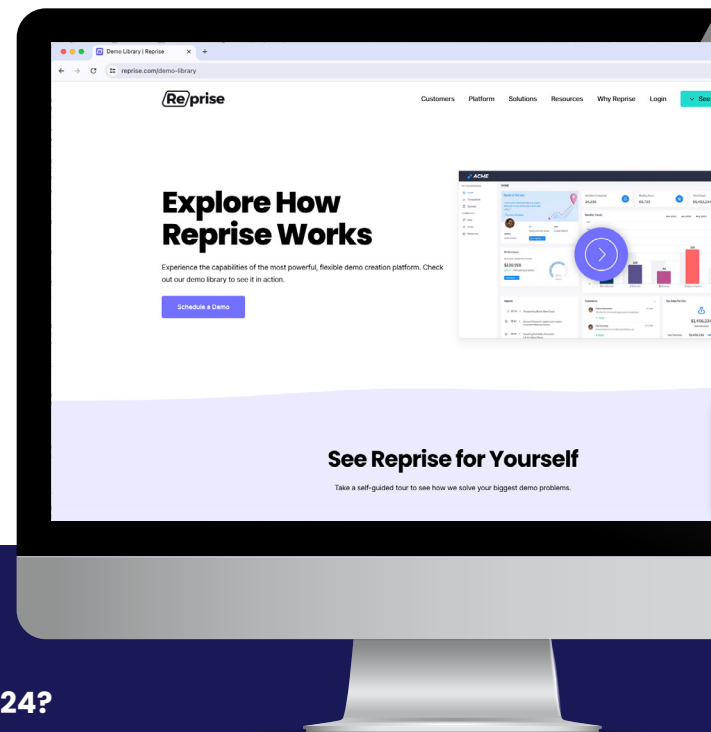 Demo Library | Reprise
reprise.com/demo-library
(Re)prise
Customers Platform Solutions Resources Why Reprise Login See
Explore How
Reprise Works
Experience the capabilities of the most powerful, flexible demo creation platform. Check
out our demo library to see it in action.
Schedule a Demo
ACME
HOME
See Reprise for Yourself
Take a self-guided tour to see how we solve your biggest demo problems.
24?